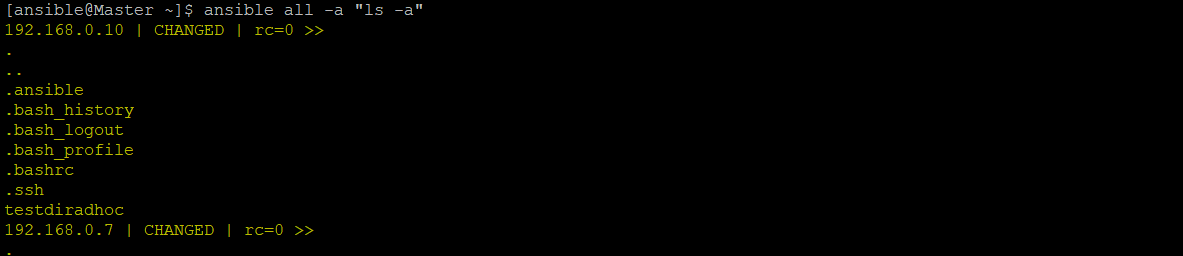 [ansible@Master ~]$ ansible all -a "ls -a"
192.168.0.10 | CHANGED | rc=0 >>
.
..
.ansible
.bash_history
.bash_logout
.bash_profile
.bashrc
.ssh
testdiradhoc
192.168.0.7 | CHANGED | rc=0 >>
.